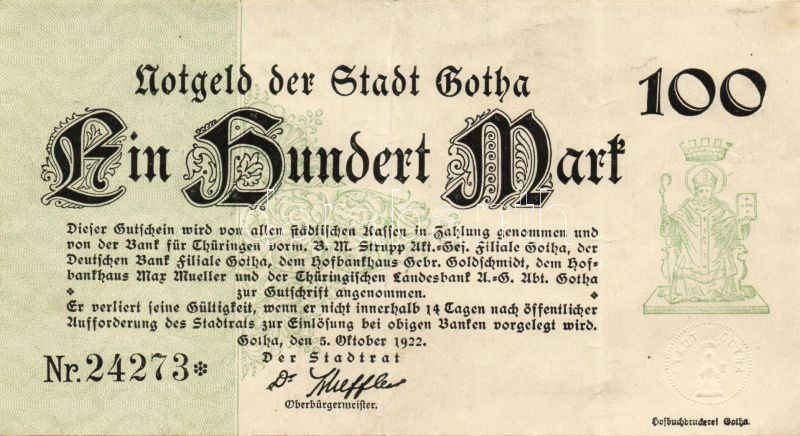 Notgeld der Stadt Gotha
100
Ein Hundert Mark
Dieser Gutschein wird von allen städtischen Kassen in Zahlung genommen und
von der Bank für Thüringen vorm. B. M. Strupp Akt.-Ges. Filiale Gotha, der
Deutschen Bank Filiale Gotha, dem Hofbankhaus Gebr. Goldschmidt, dem Hof-
bankhaus Max Mueller und der Thüringischen Landesbank A.-G. Abt. Gotha
zur Gutschrift angenommen.
Er verliert seine Gültigkeit, wenn er nicht innerhalb 14 Tagen nach öffentlicher
Aufforderung des Stadtrats zur Einlösung bei obigen Banken vorgelegt wird.
Gotha, den 5. Oktober 1922.
Der Stadtrat
Nr. 24273*
Dr. Scheffler
Oberbürgermeister.
Hofbuchdruckerei Gotha.